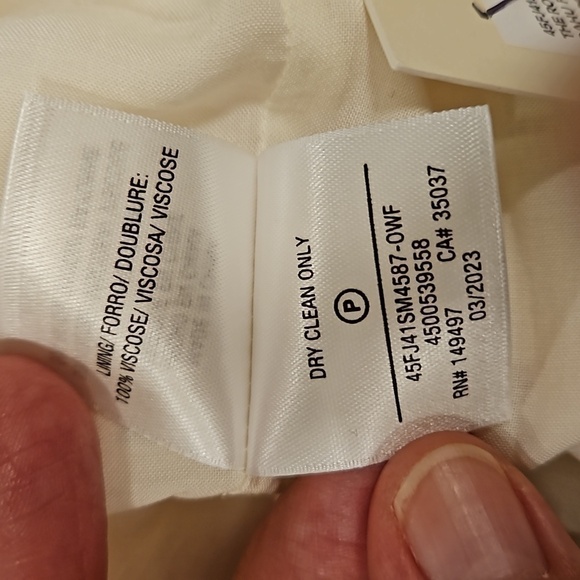 LINING/ FORRO/ DOUBLURE:
100% VISCOSE/ VISCOSA/ VISCOSE
DRY CLEAN ONLY
P
45FJ41SM4587-OWF
4500539558
RN# 149497 CA# 35037
03/2023